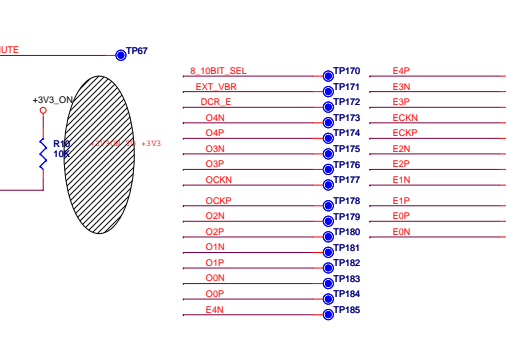 UTE TP67
+3V3_ON
R10
10K
8_10BIT_SEL TP170 E4P
EXT_VBR TP171 E3N
DCR_E TP172 E3P
O4N TP173 ECKN
O4P TP174 ECKP
O3N TP175 E2N
O3P TP176 E2P
OCKN TP177 E1N
OCKP TP178 E1P
O2N TP179 E0P
O2P TP180 E0N
O1N TP181
O1P TP182
O0N TP183
O0P TP184
E4N TP185